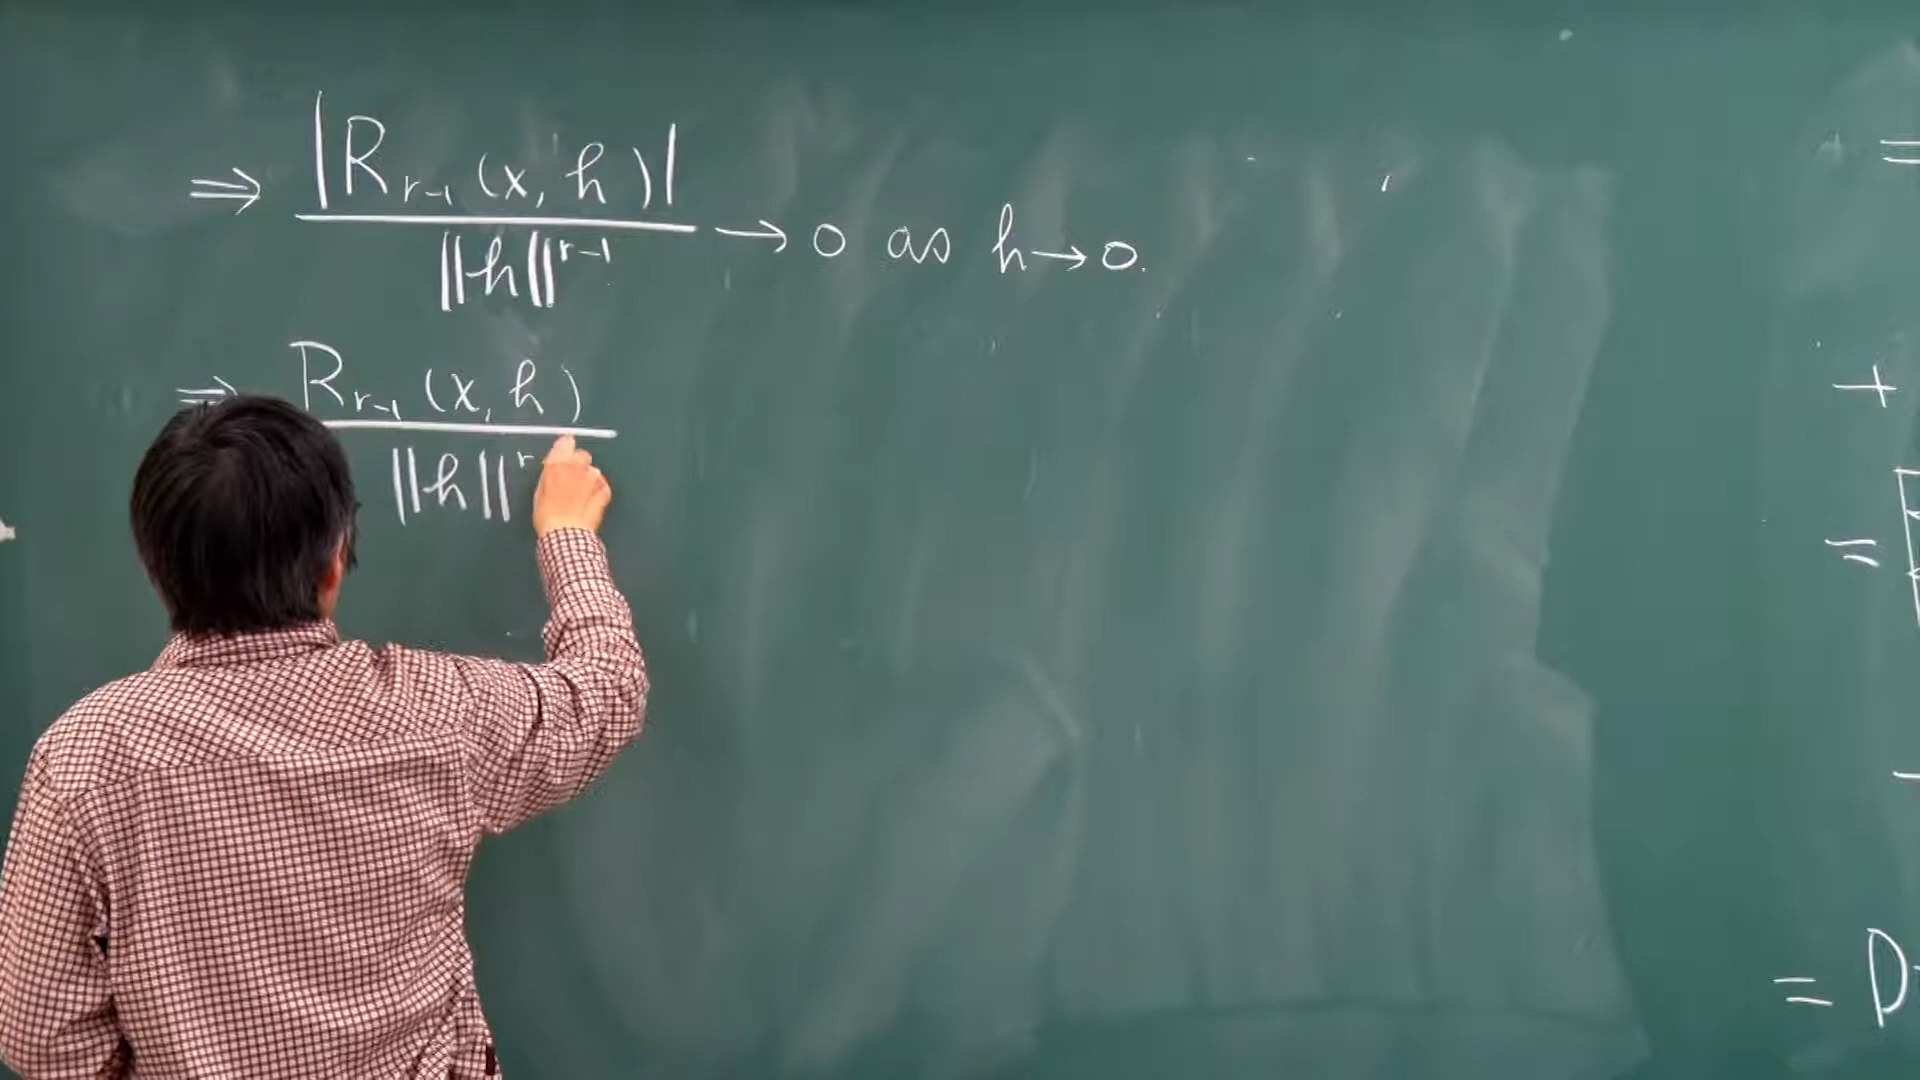 ⇒ |R_{r-1}(x, h)| / ||h||^{r-1} → 0 as h → 0.
⇒ R_{r-1}(x, h) / ||h||^r
=
+
=
= D